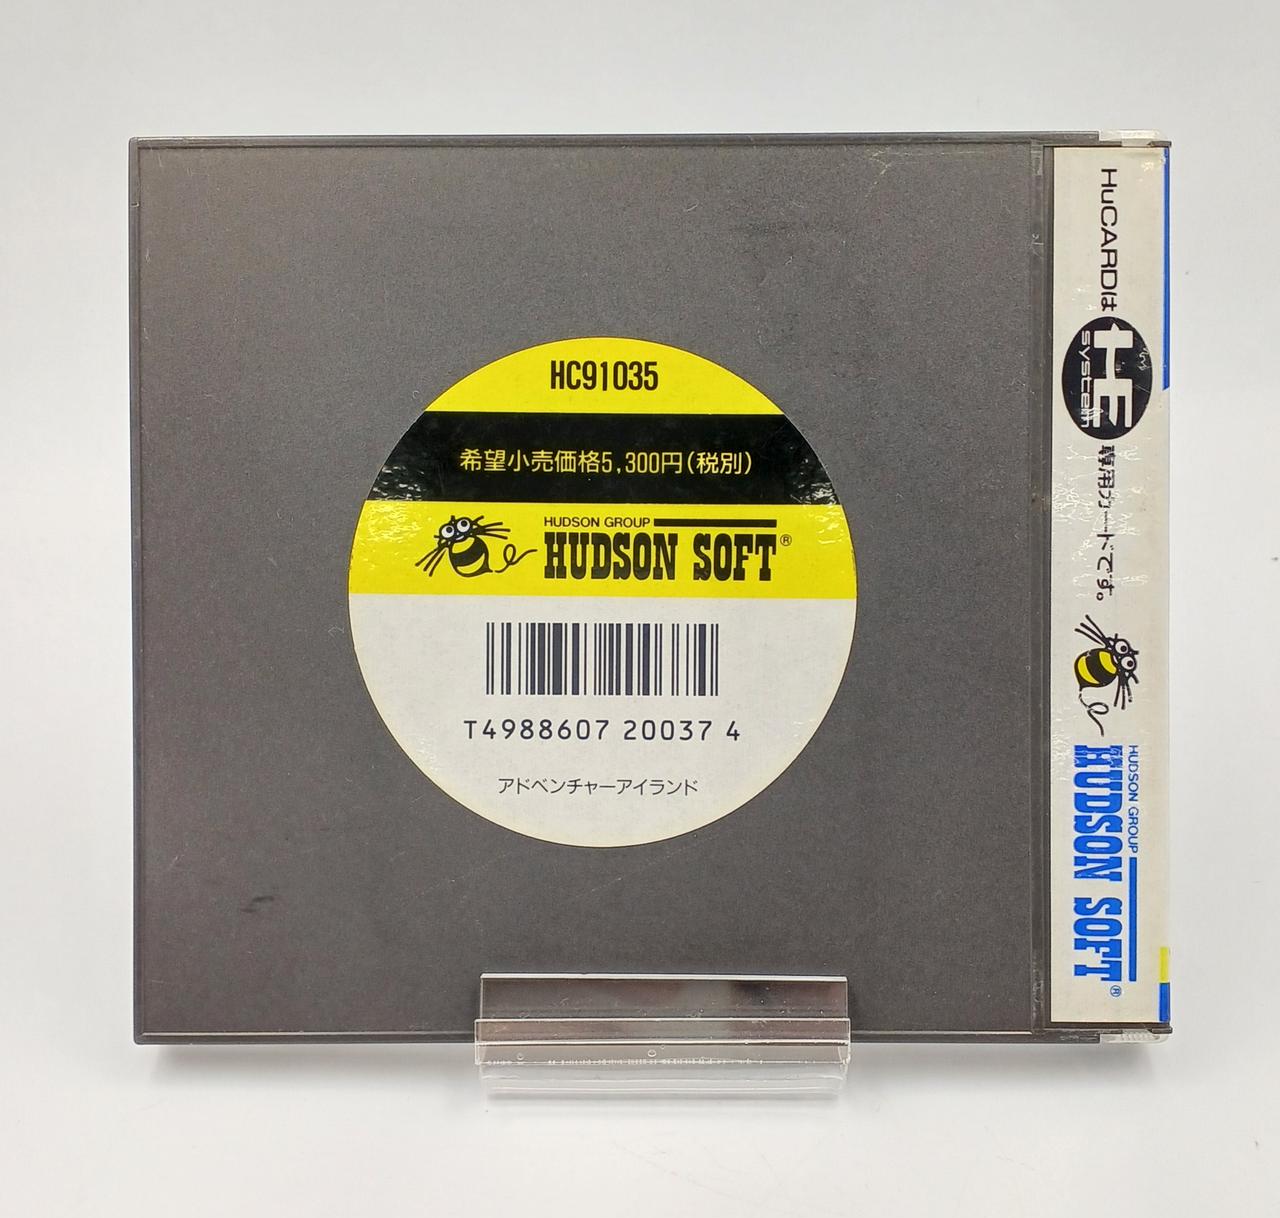 HC91035
希望小売価格5,300円(税別)
HUDSON GROUP
HUDSON SOFT®
T4988607 20037 4
アドベンチャーアイランド
HuCARDは
HE
system
専用カードです。
HUDSON GROUP
HUDSON SOFT®